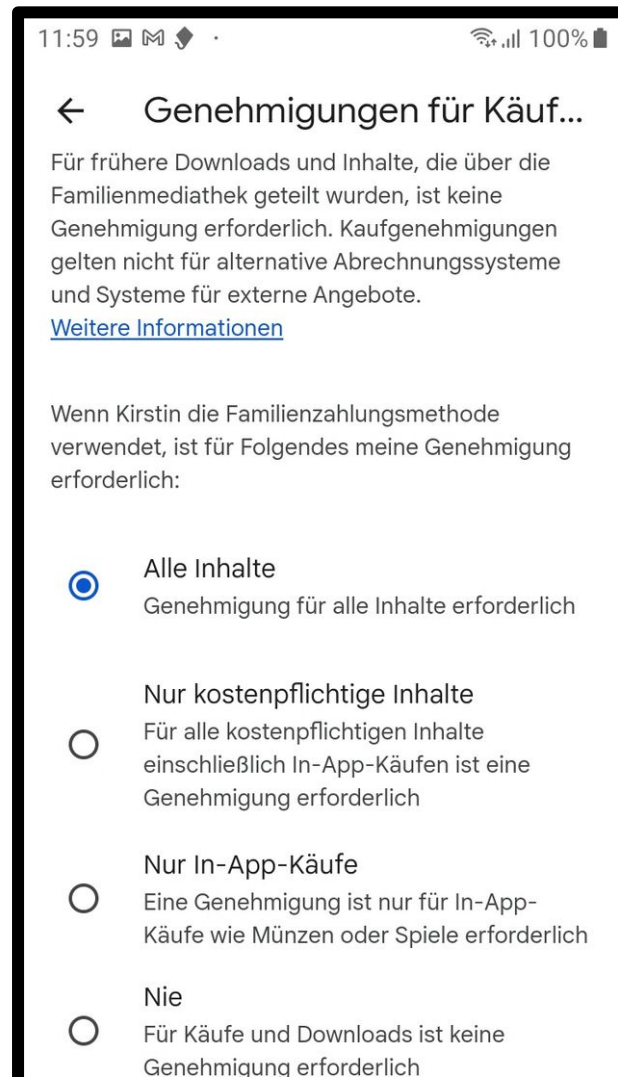 11:59
100%
Genehmigungen für Käuf...
Für frühere Downloads und Inhalte, die über die
Familienmediathek geteilt wurden, ist keine
Genehmigung erforderlich. Kaufgenehmigungen
gelten nicht für alternative Abrechnungssysteme
und Systeme für externe Angebote.
Weitere Informationen
Wenn Kirstin die Familienzahlungsmethode
verwendet, ist für Folgendes meine Genehmigung
erforderlich:
Alle Inhalte
Genehmigung für alle Inhalte erforderlich
Nur kostenpflichtige Inhalte
Für alle kostenpflichtigen Inhalte
einschließlich In-App-Käufen ist eine
Genehmigung erforderlich
Nur In-App-Käufe
Eine Genehmigung ist nur für In-App-
Käufe wie Münzen oder Spiele erforderlich
Nie
Für Käufe und Downloads ist keine
Genehmigung erforderlich